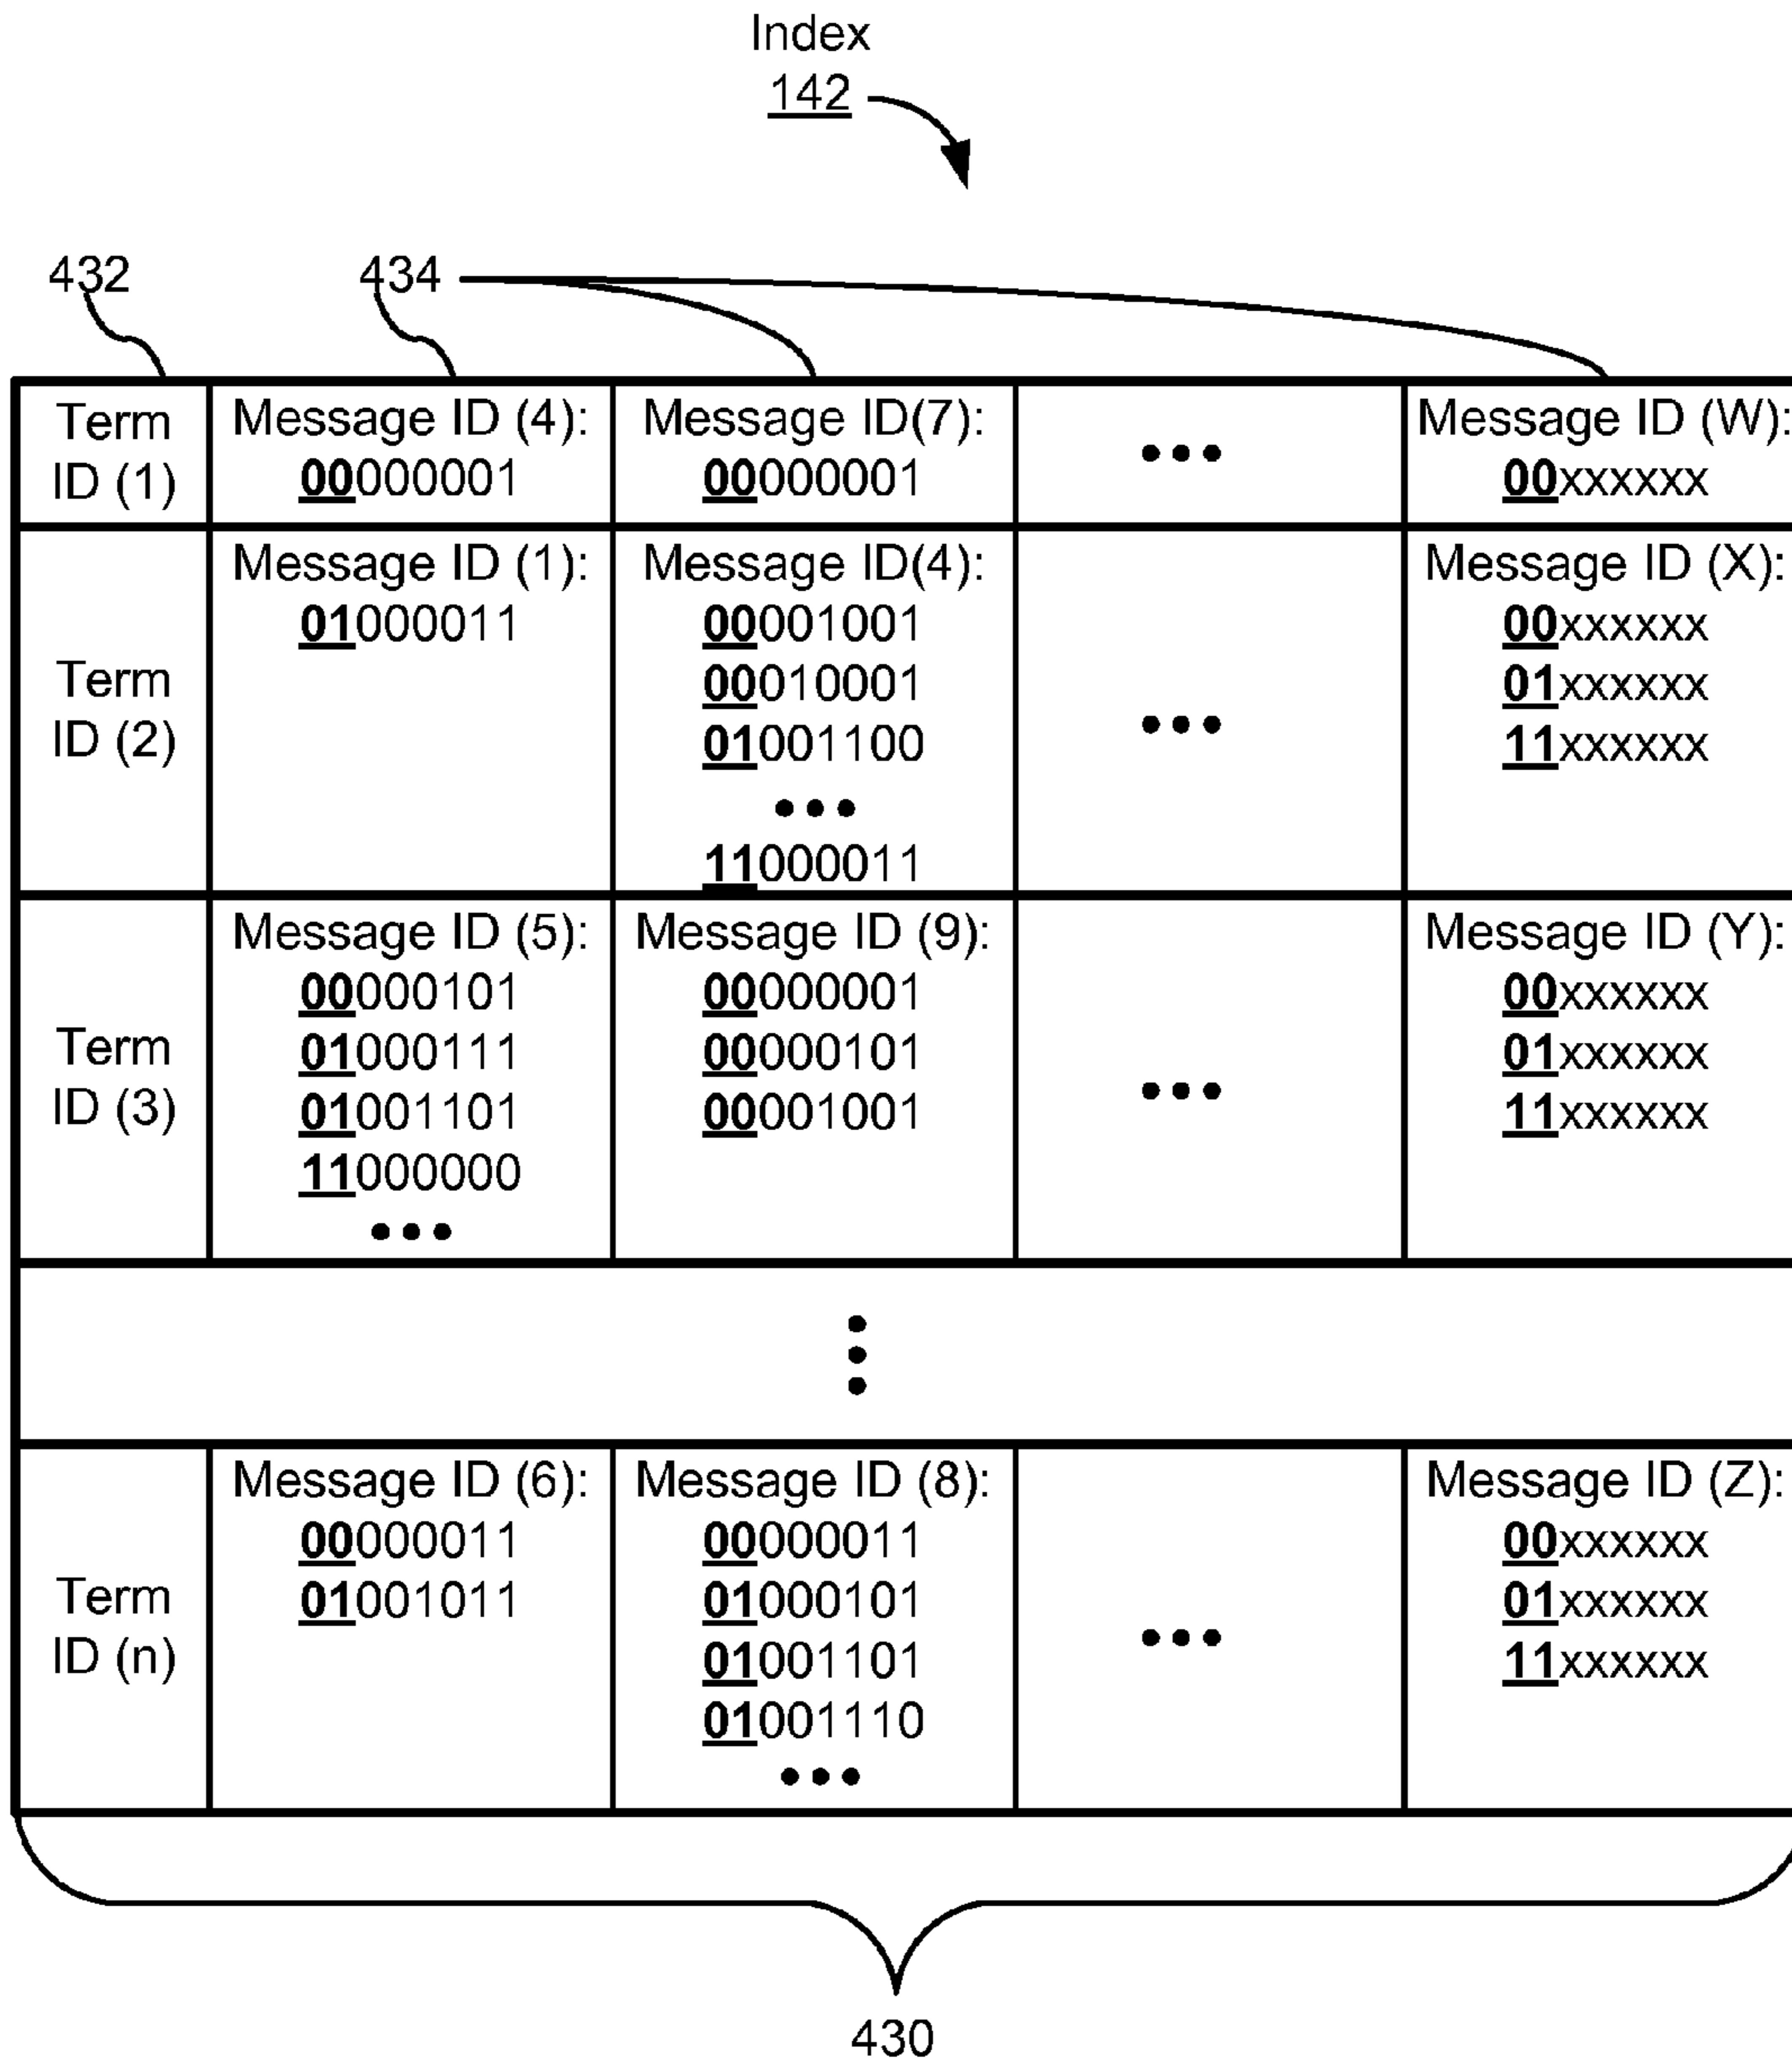 Index
142
432
434
Term
ID (1)
Message ID (4):
00000001
Message ID(7):
00000001
Message ID (W):
00xxxxxx
Term
ID (2)
Message ID (1):
01000011
Message ID(4):
00001001
00010001
01001100
11000011
Message ID (X):
00xxxxxx
01xxxxxx
11xxxxxx
Term
ID (3)
Message ID (5):
00000101
01000111
01001101
11000000
Message ID (9):
00000001
00000101
00001001
Message ID (Y):
00xxxxxx
01xxxxxx
11xxxxxx
Term
ID (n)
Message ID (6):
00000011
01001011
Message ID (8):
00000011
01000101
01001101
01001110
Message ID (Z):
00xxxxxx
01xxxxxx
11xxxxxx
430